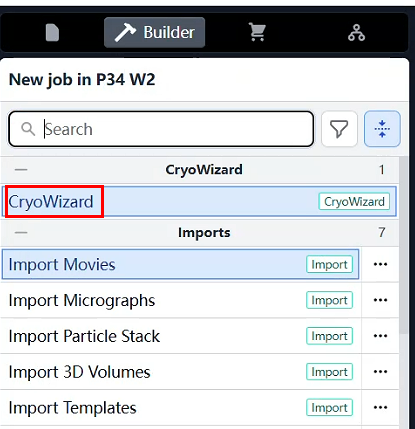 Builder
New job in P34 W2
Search
CryoWizard 1
CryoWizard CryoWizard
Imports 7
Import Movies Import
Import Micrographs Import
Import Particle Stack Import
Import 3D Volumes Import
Import Templates Import